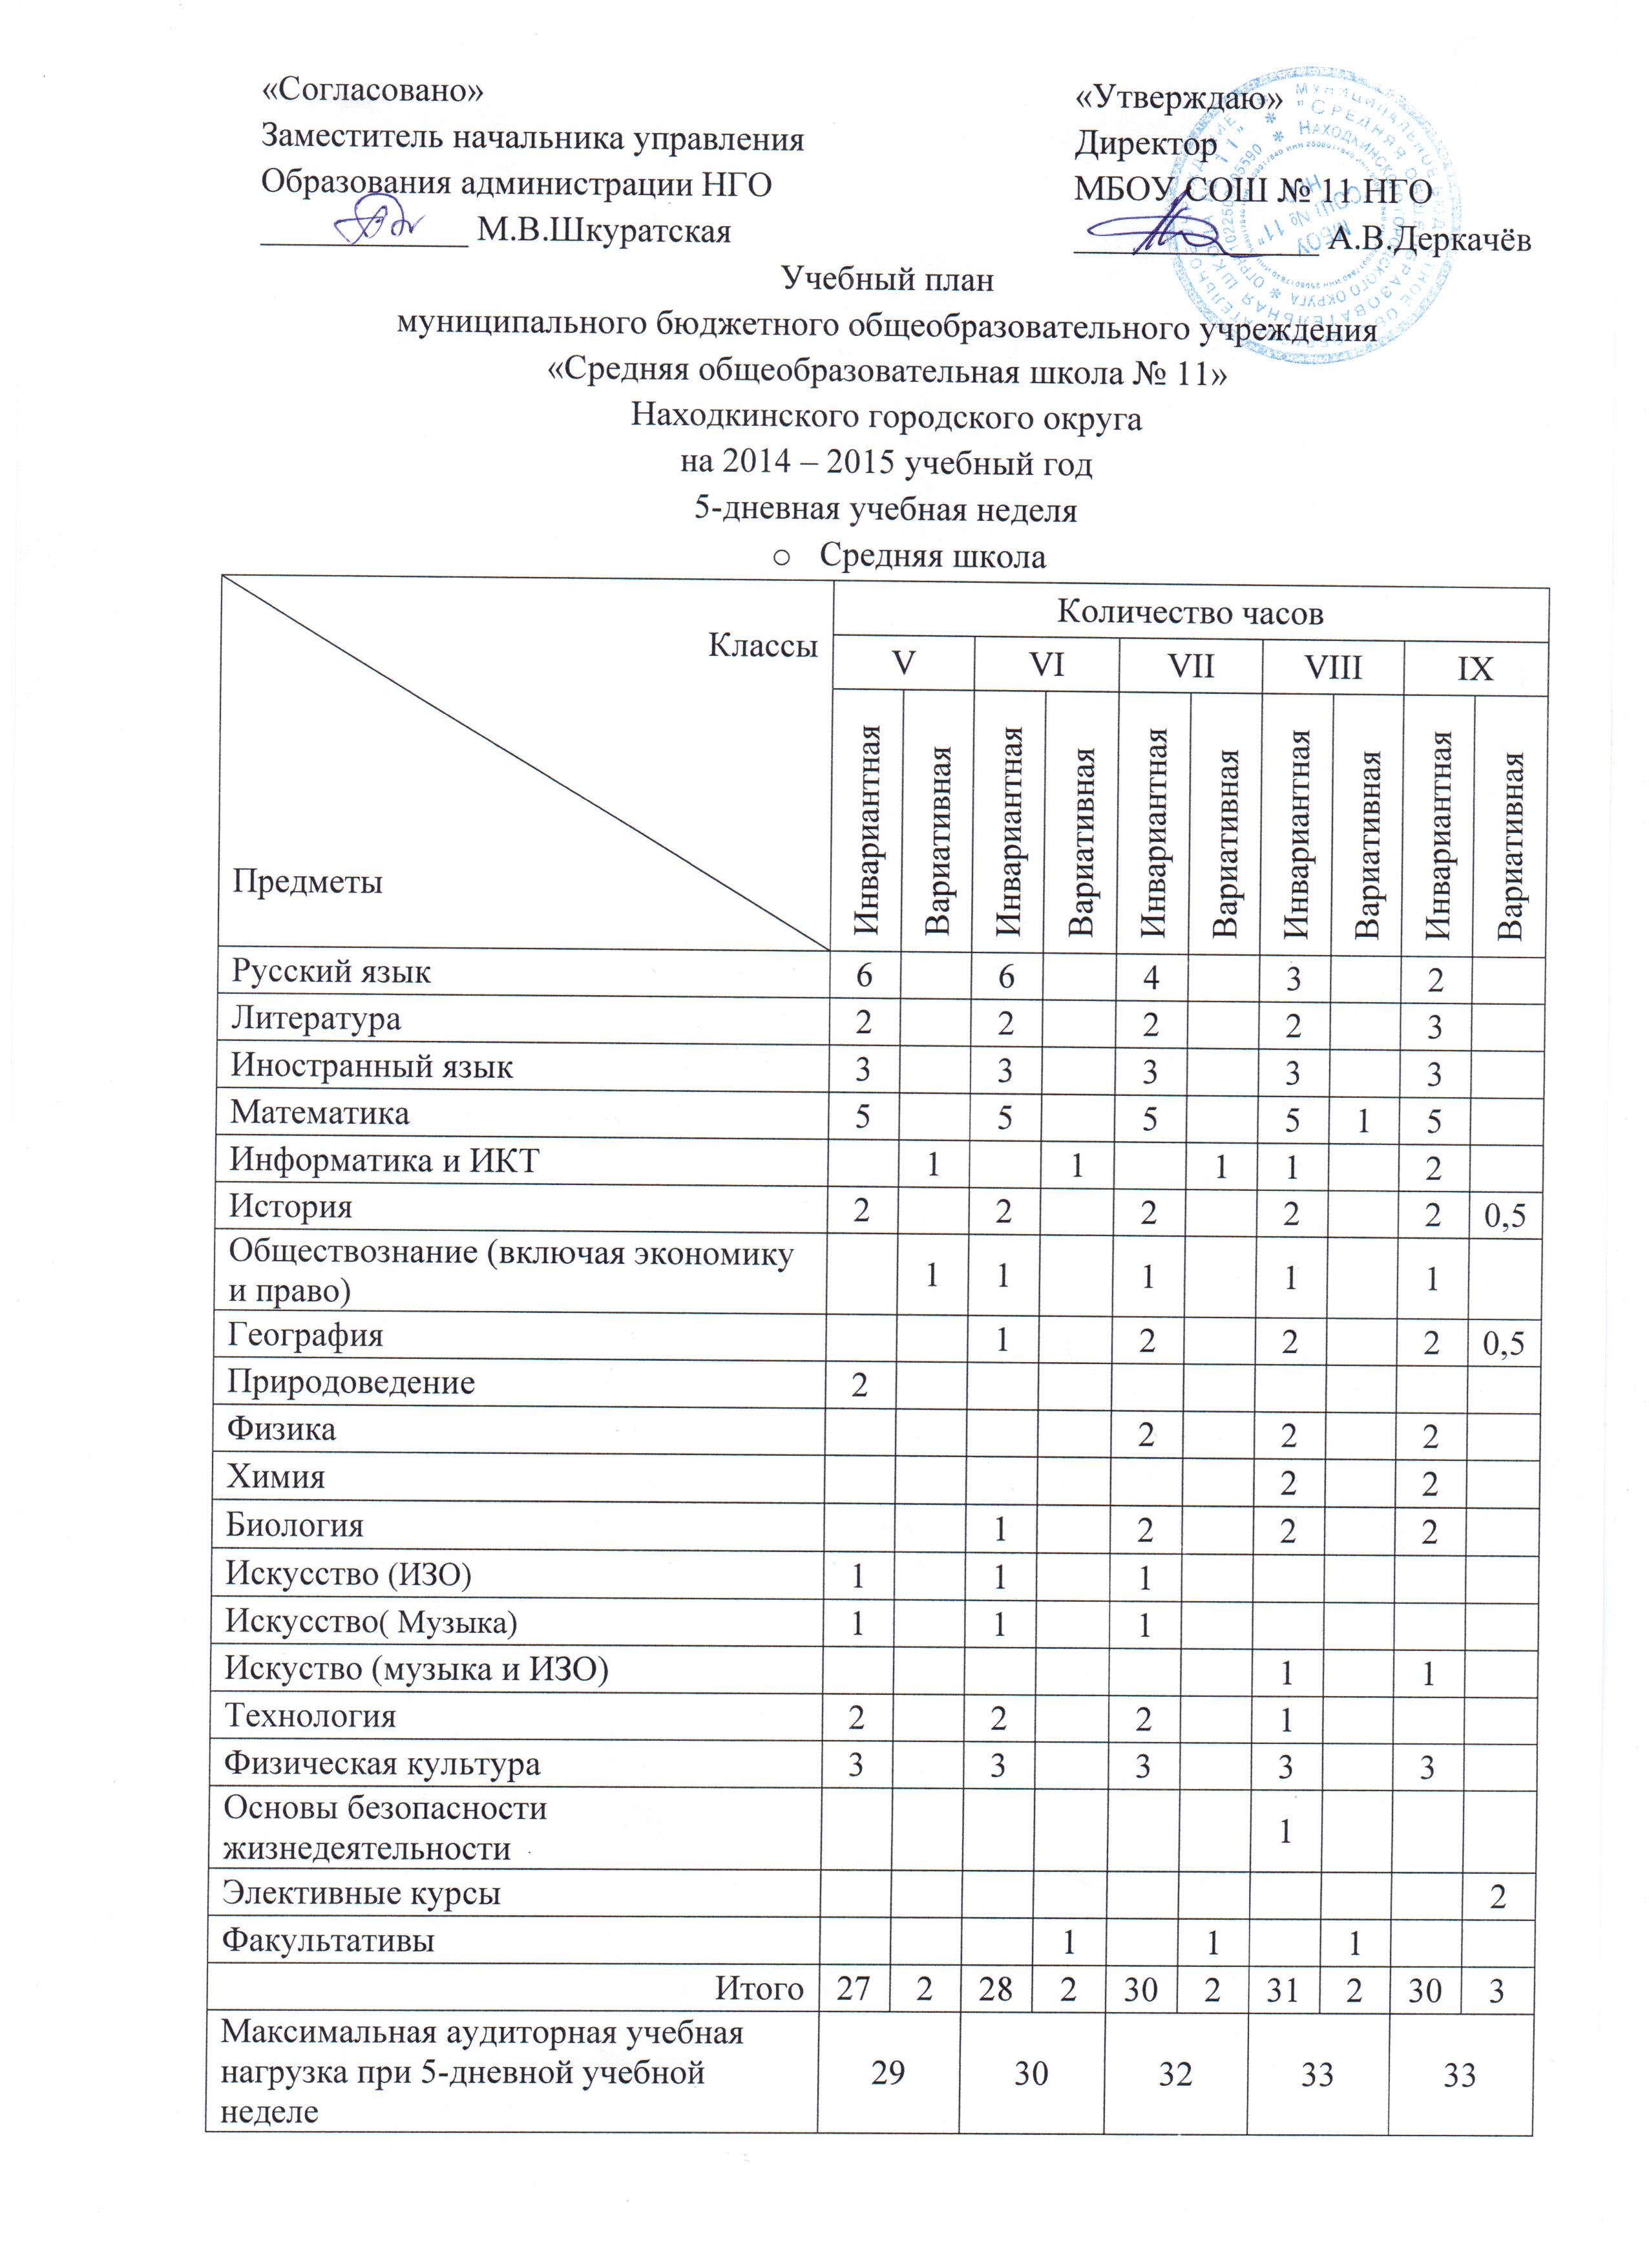 «Согласовано»
Заместитель начальника управления
Образования администрации НГО
____________ М.В.Шкуратская
«Утверждаю»
Директор
МБОУ СОШ № 11 НГО
______________ А.В.Деркачёв
Учебный план
муниципального бюджетного общеобразовательного учреждения
«Средняя общеобразовательная школа № 11»
Находкинского городского округа
на 2014 – 2015 учебный год
5-дневная учебная неделя
o Средняя школа
Классы
Предметы
Количество часов
V VI VII VIII IX
Инвариантная Вариативная Инвариантная Вариативная Инвариантная Вариативная Инвариантная Вариативная Инвариантная Вариативная
Русский язык 6 6 4 3 2
Литература 2 2 2 2 3
Иностранный язык 3 3 3 3 3
Математика 5 5 5 5 1 5
Информатика и ИКТ 1 1 1 1 2
История 2 2 2 2 2 0,5
Обществознание (включая экономику
и право) 1 1 1 1 1
География 1 2 2 2 0,5
Природоведение 2
Физика 2 2 2
Химия 2 2
Биология 1 2 2 2
Искусство (ИЗО) 1 1 1
Искусство( Музыка) 1 1 1
Искуство (музыка и ИЗО) 1 1
Технология 2 2 2 1
Физическая культура 3 3 3 3 3
Основы безопасности
жизнедеятельности 1
Элективные курсы 2
Факультативы 1 1 1
Итого 27 2 28 2 30 2 31 2 30 3
Максимальная аудиторная учебная
нагрузка при 5-дневной учебной
неделе 29 30 32 33 33
МБОУ
СОШ № 11"
НГО